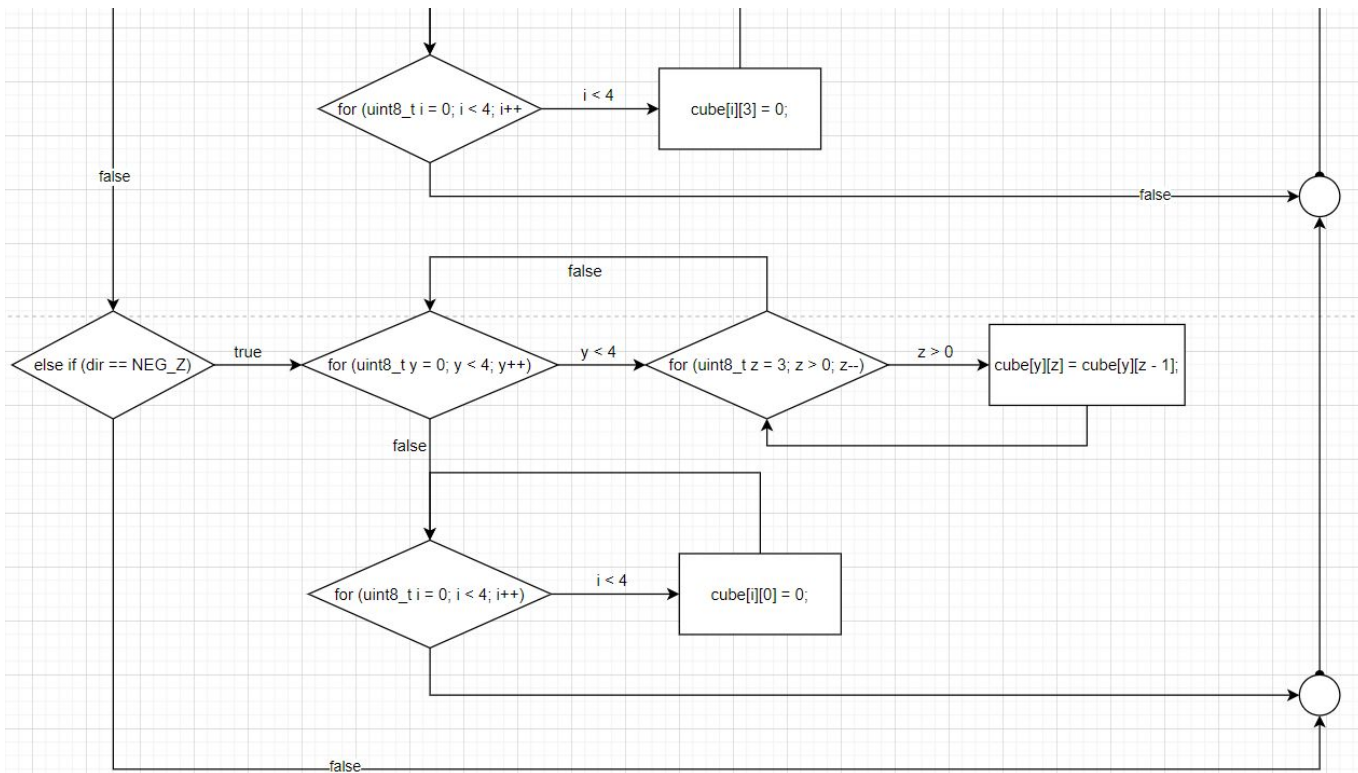 for (uint8_t i = 0; i < 4; i++
i < 4
cube[i][3] = 0;
false
false
false
else if (dir == NEG_Z)
true
for (uint8_t y = 0; y < 4; y++)
y < 4
for (uint8_t z = 3; z > 0; z--)
z > 0
cube[y][z] = cube[y][z - 1];
false
for (uint8_t i = 0; i < 4; i++)
i < 4
cube[i][0] = 0;
false